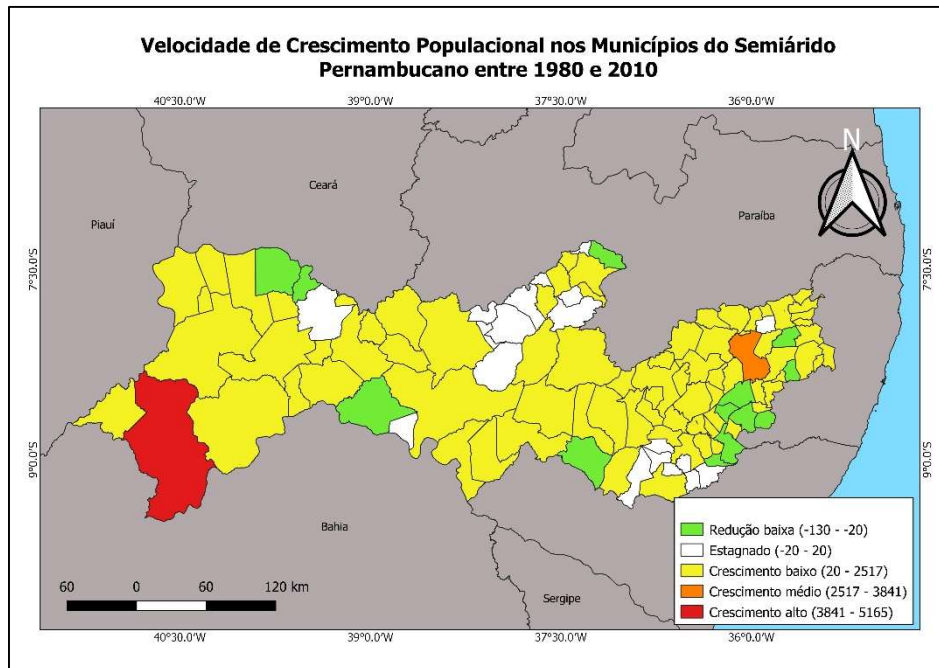 Velocidade de Crescimento Populacional nos Municípios do Semiárido
Pernambucano entre 1980 e 2010
40°30.0'W 39°0.0'W 37°30.0'W 36°0.0'W
N
Ceará
Piauí
Paraíba
7°30.0'S 7°30.0'S
9°0.0'S 9°0.0'S
Bahia
Sergipe
Redução baixa (-130 - -20)
Estagnado (-20 - 20)
Crescimento baixo (20 - 2517)
Crescimento médio (2517 - 3841)
Crescimento alto (3841 - 5165)
60 0 60 120 km
40°30.0'W 39°0.0'W 37°30.0'W 36°0.0'W